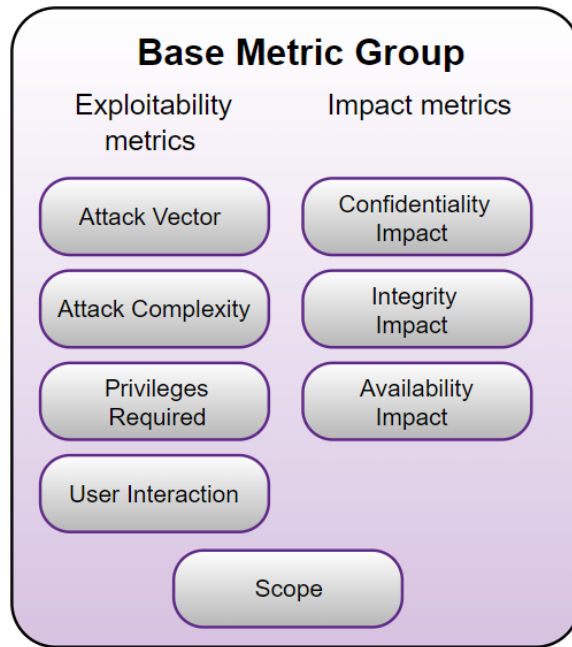 Base Metric Group
Exploitability
metrics
Impact metrics
Attack Vector
Attack Complexity
Privileges
Required
User Interaction
Confidentiality
Impact
Integrity
Impact
Availability
Impact
Scope